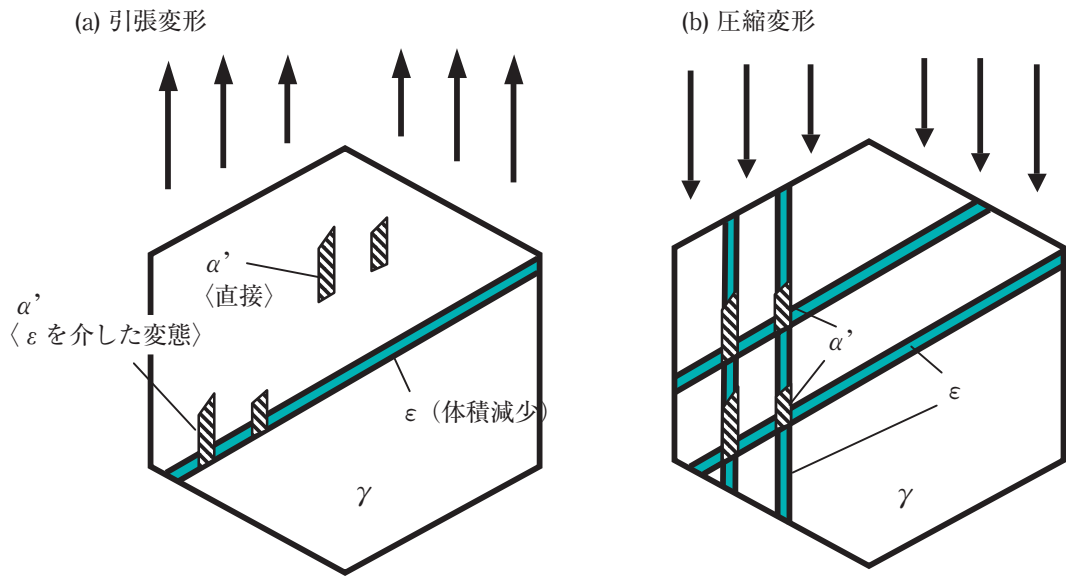 (a) 引張変形
(b) 圧縮変形
α’
〈直接〉
α’
〈 ε を介した変態〉
ε（体積減少）
γ
α’
ε
γ